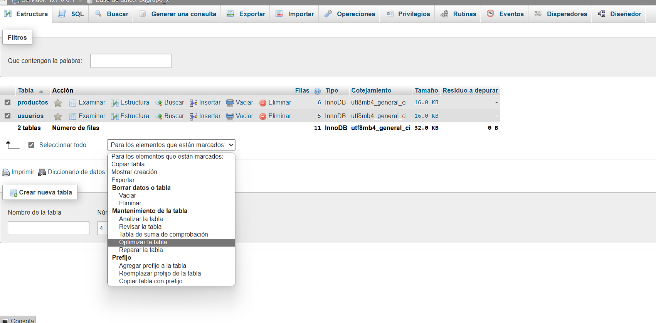 Estructura SQL Buscar Generar una consulta Exportar Importar Operaciones Privilegios Rutinas Eventos Disparadores Diseñador
Filtros
Que contengan la palabra:
Tabla Acción Filas Tipo Cotejamiento Tamaño Residuo a depurar
productos Examinar Estructura Buscar Insertar Vaciar Eliminar 6 InnoDB utf8mb4_general_ci 16.0 KB -
usuarios Examinar Estructura Buscar Insertar Vaciar Eliminar 5 InnoDB utf8mb4_general_ci 16.0 KB -
2 tablas Número de filas 11 InnoDB utf8mb4_general_ci 32.0 KB 0 B
Seleccionar todo Para los elementos que están marcados:
Para los elementos que están marcados:
Copiar tabla
Mostrar creación
Exportar
Borrar datos o tabla
Vaciar
Eliminar
Mantenimiento de la tabla
Analizar la tabla
Revisar la tabla
Tabla de suma de comprobación
Optimizar la tabla
Reparar la tabla
Prefijo
Agregar prefijo a la tabla
Reemplazar prefijo de la tabla
Copiar tabla con prefijo
Imprimir Diccionario de datos
Crear nueva tabla
Nombre de la tabla
4
Consola